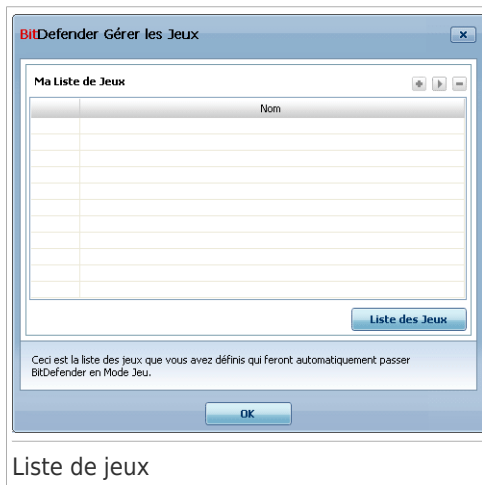 BitDefender Gérer les Jeux
Ma Liste de Jeux
Nom
Liste des Jeux
Ceci est la liste des jeux que vous avez définis qui feront automatiquement passer
BitDefender en Mode Jeu.
OK
Liste de jeux